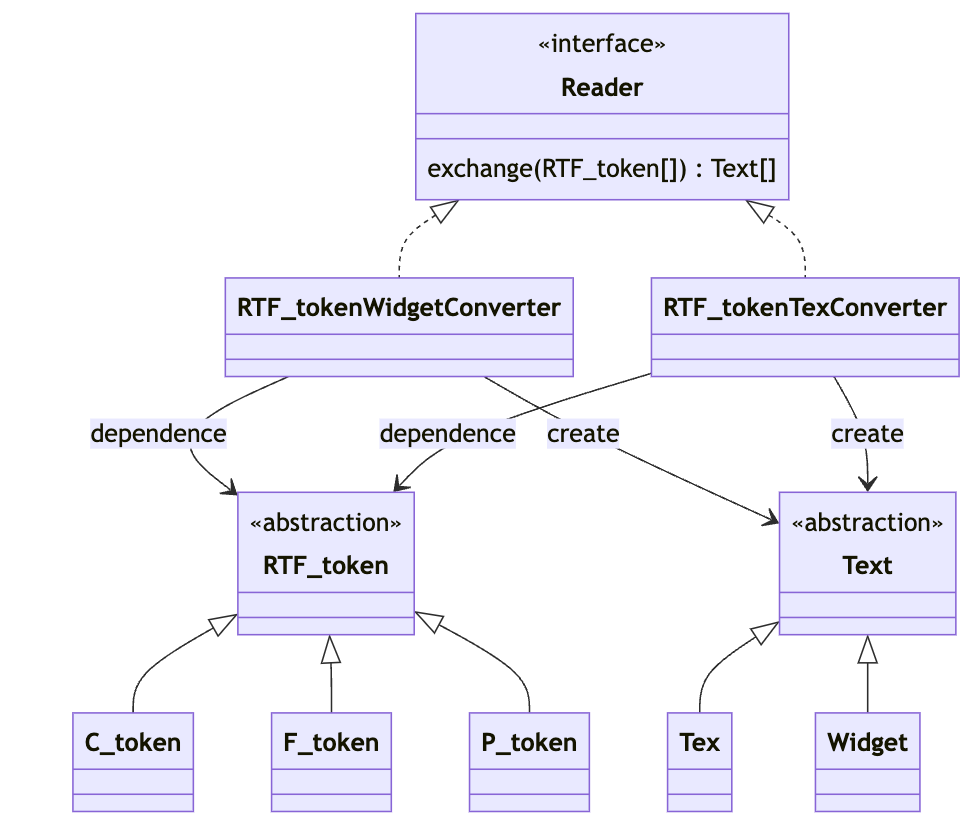 «interface»
Reader
exchange(RTF_token[]) : Text[]
RTF_tokenWidgetConverter
RTF_tokenTexConverter
dependence
dependence
create
create
«abstraction»
RTF_token
«abstraction»
Text
C_token
F_token
P_token
Tex
Widget